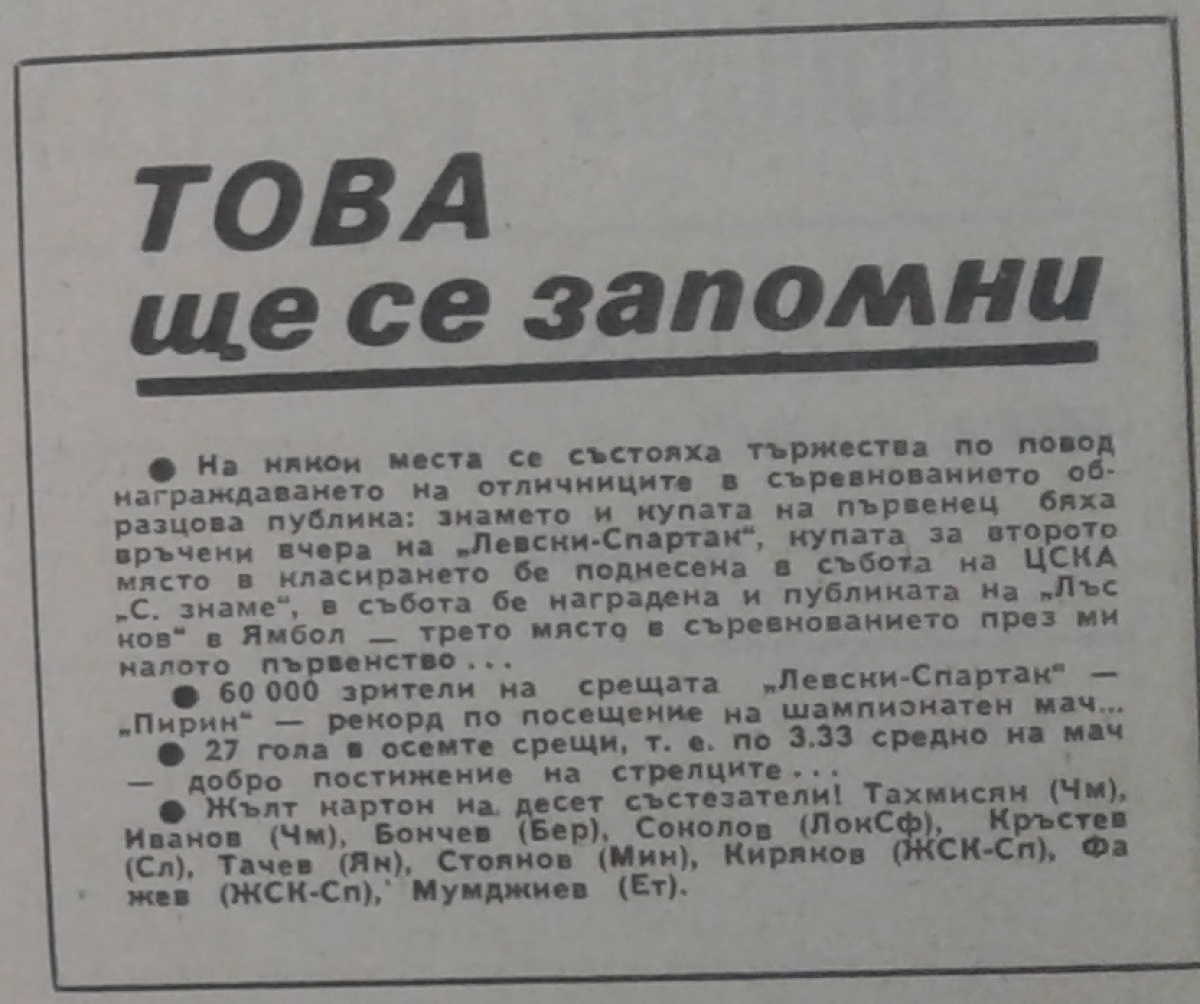 ТОВА
ще се запомни
● На някои места се състояха тържества по повод
награждаването на отличниците в съревнованието об-
разцова публика: знамето и купата на първенец бяха
връчени вчера на „Левски-Спартак“, купата за второто
място в класирането бе поднесена в събота на ЦСКА
„С. знаме“, в събота бе наградена и публиката на „Лъс
ков“ в Ямбол — трето място в съревнованието през ми
налото първенство...
● 60 000 зрители на срещата „Левски-Спартак“ —
„Пирин“ — рекорд по посещение на шампионатен мач...
● 27 гола в осемте срещи, т. е. по 3.33 средно на мач
— добро постижение на стрелците...
● Жълт картон на десет състезатели! Тахмисян (Чм),
Иванов (Чм), Бончев (Бер), Соколов (ЛокСф), Кръстев
(Сл), Тачев (Ян), Стоянов (Мин), Киряков (ЖСК-Сп), Фа
жев (ЖСК-Сп), Мумджиев (Ет).